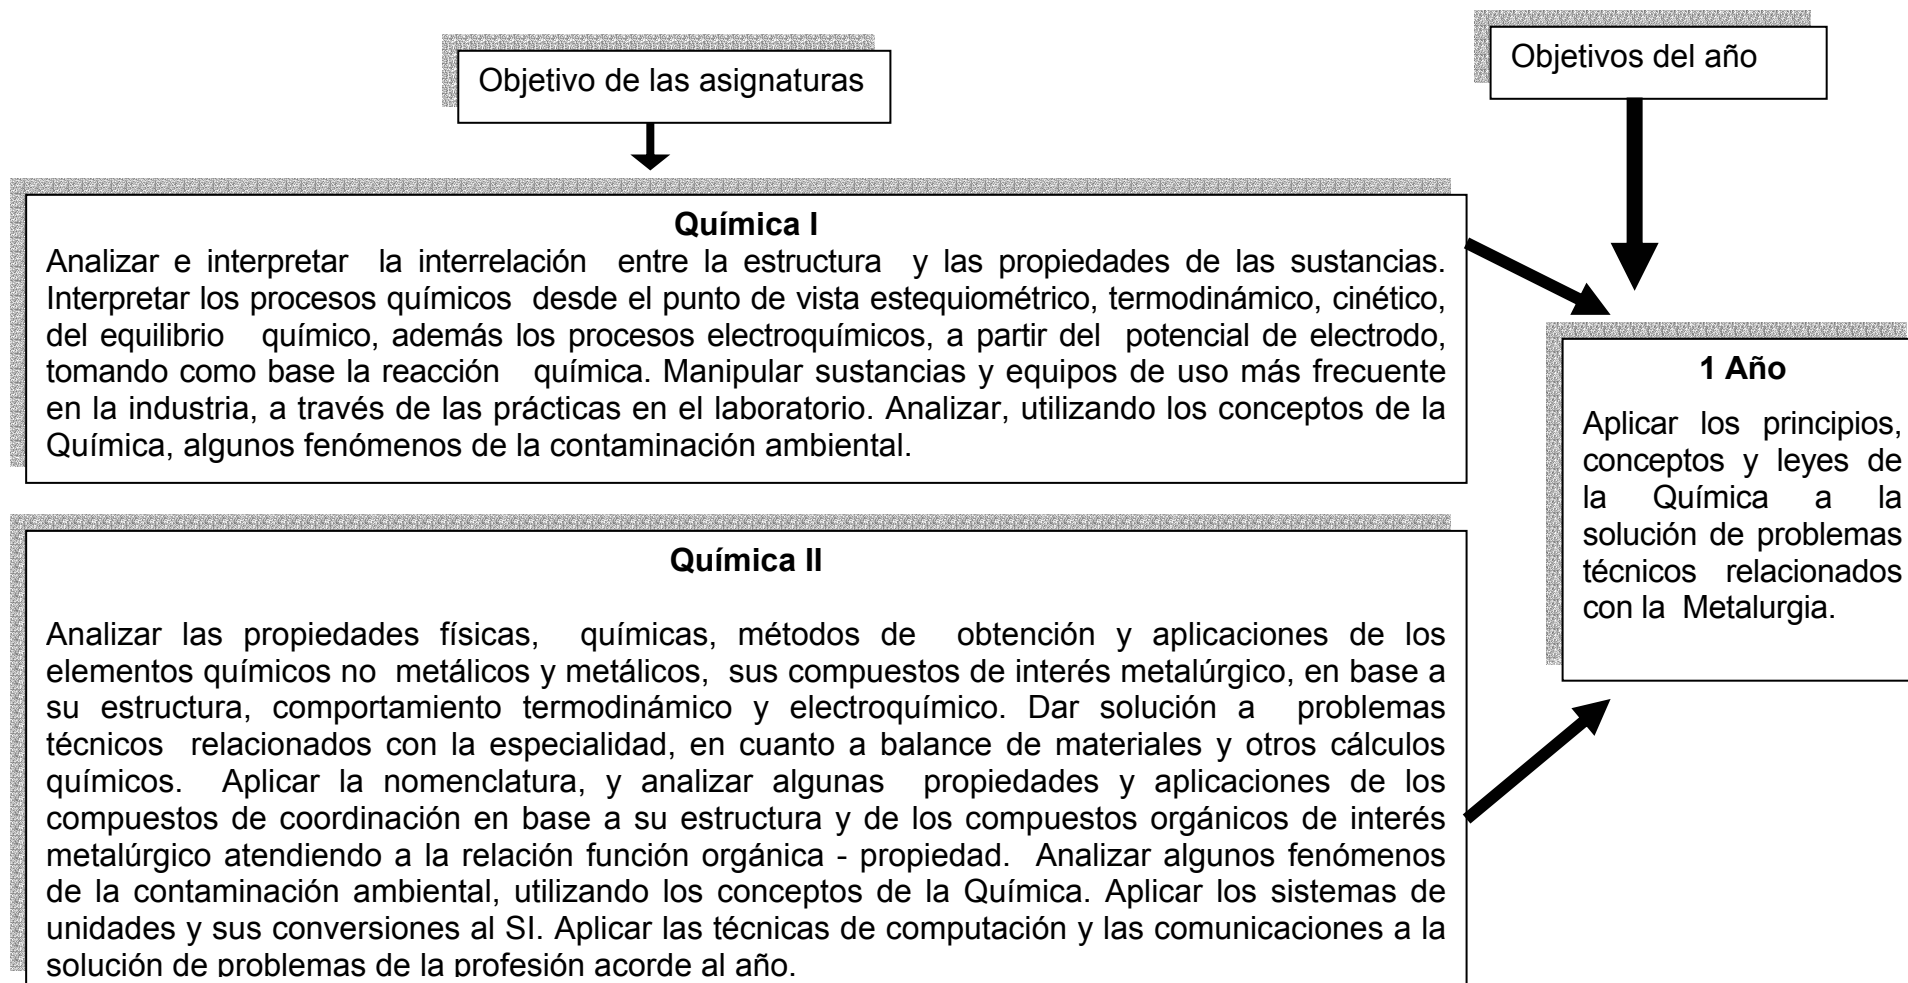 Objetivo de las asignaturas
Objetivos del año
Química I
Analizar e interpretar la interrelación entre la estructura y las propiedades de las sustancias.
Interpretar los procesos químicos desde el punto de vista estequiométrico, termodinámico, cinético,
del equilibrio químico, además los procesos electroquímicos, a partir del potencial de electrodo,
tomando como base la reacción química. Manipular sustancias y equipos de uso más frecuente
en la industria, a través de las prácticas en el laboratorio. Analizar, utilizando los conceptos de la
Química, algunos fenómenos de la contaminación ambiental.
Química II
Analizar las propiedades físicas, químicas, métodos de obtención y aplicaciones de los
elementos químicos no metálicos y metálicos, sus compuestos de interés metalúrgico, en base a
su estructura, comportamiento termodinámico y electroquímico. Dar solución a problemas
técnicos relacionados con la especialidad, en cuanto a balance de materiales y otros cálculos
químicos. Aplicar la nomenclatura, y analizar algunas propiedades y aplicaciones de los
compuestos de coordinación en base a su estructura y de los compuestos orgánicos de interés
metalúrgico atendiendo a la relación función orgánica - propiedad. Analizar algunos fenómenos
de la contaminación ambiental, utilizando los conceptos de la Química. Aplicar los sistemas de
unidades y sus conversiones al SI. Aplicar las técnicas de computación y las comunicaciones a la
solución de problemas de la profesión acorde al año.
1 Año
Aplicar los principios,
conceptos y leyes de
la Química a la
solución de problemas
técnicos relacionados
con la Metalurgia.